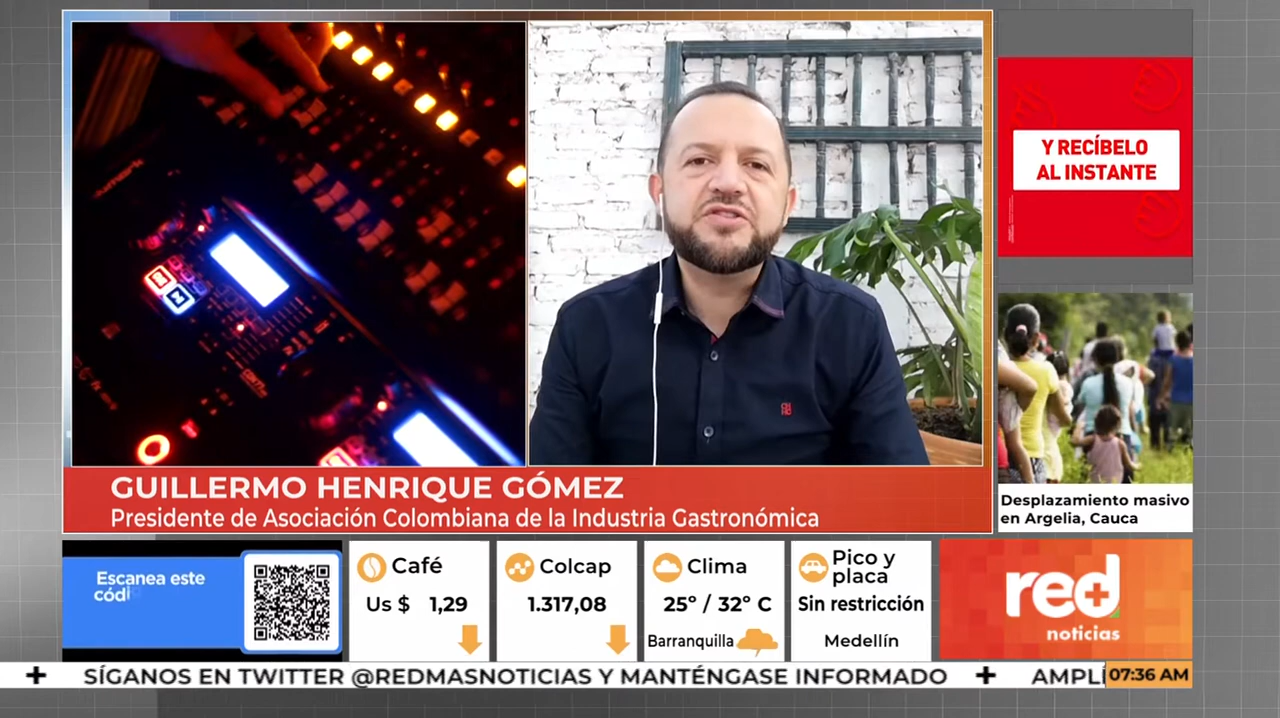 Y RECÍBELO
AL INSTANTE
GUILLERMO HENRIQUE GÓMEZ
Presidente de Asociación Colombiana de la Industria Gastronómica
Desplazamiento masivo
en Argelia, Cauca
Escanea este
códi
Café
Us $ 1,29
Colcap
1.317,08
Clima
25º / 32º C
Barranquilla
Pico y
placa
Sin restricción
Medellín
red+
noticias
+ SÍGANOS EN TWITTER @REDMASNOTICIAS Y MANTÉNGASE INFORMADO + AMPLÍ
07:36 AM